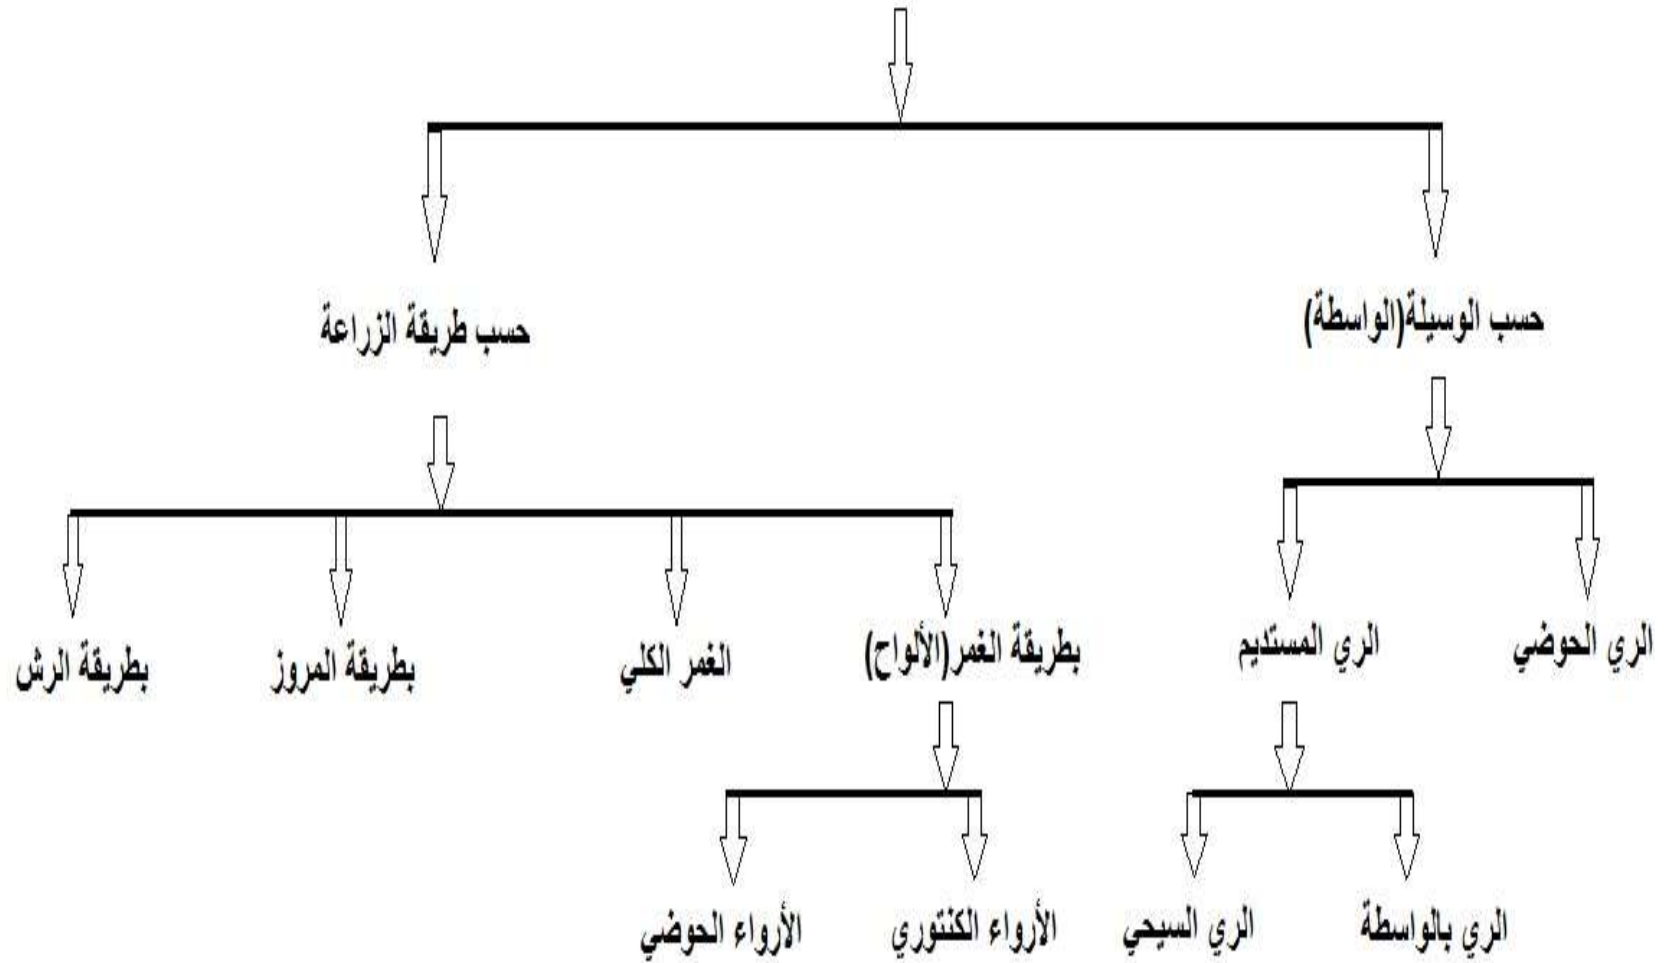 حسب الوسيلة(الواسطة)
حسب طريقة الزراعة
الري الحوضي
الري المستديم
بطريقة الغمر(الألواح)
الغمر الكلي
بطريقة المروز
بطريقة الرش
الري بالواسطة
الري السيحي
الأرواء الكنتوري
الأرواء الحوضي